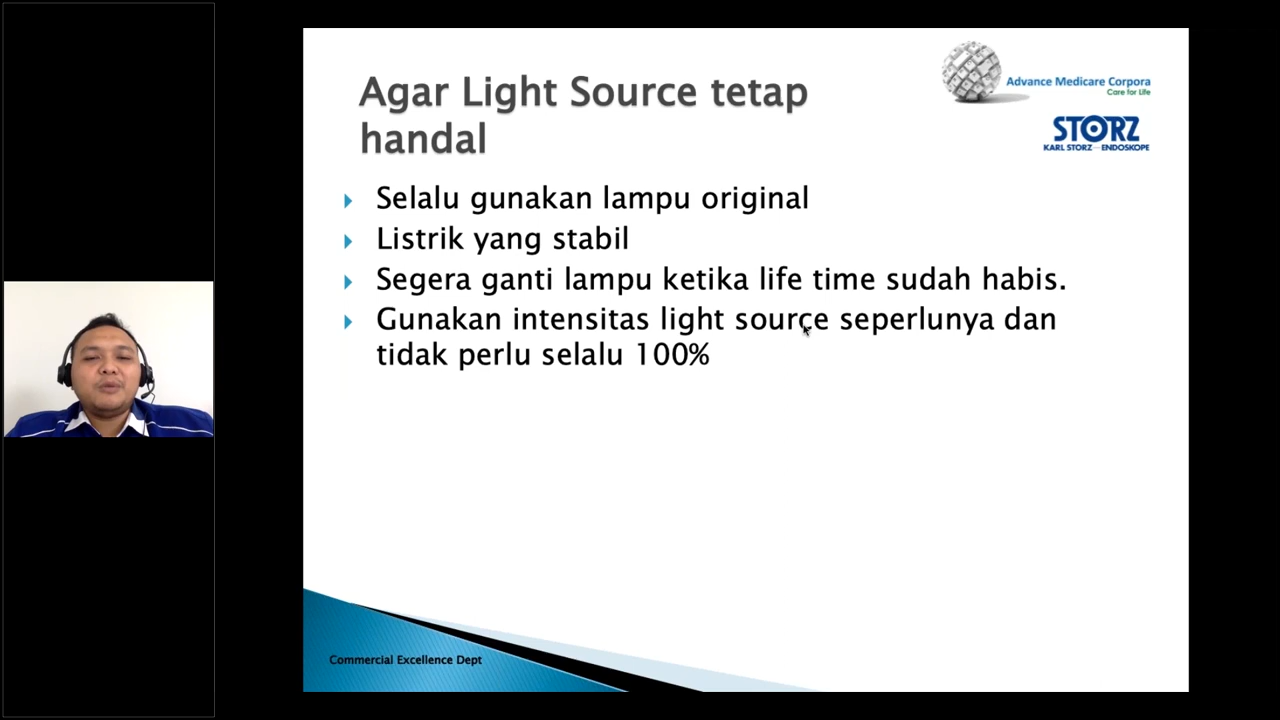 Agar Light Source tetap
handal
Advance Medicare Corpora
Care for Life
STORZ
KARL STORZ—ENDOSKOPE
Selalu gunakan lampu original
Listrik yang stabil
Segera ganti lampu ketika life time sudah habis.
Gunakan intensitas light source seperlunya dan
tidak perlu selalu 100%
Commercial Excellence Dept